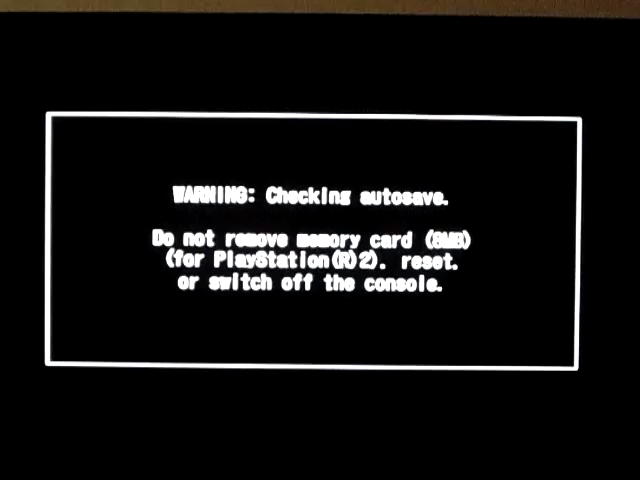 WARNING: Checking autosave.
Do not remove memory card (8MB)
(for PlayStation(R)2). reset.
or switch off the console.